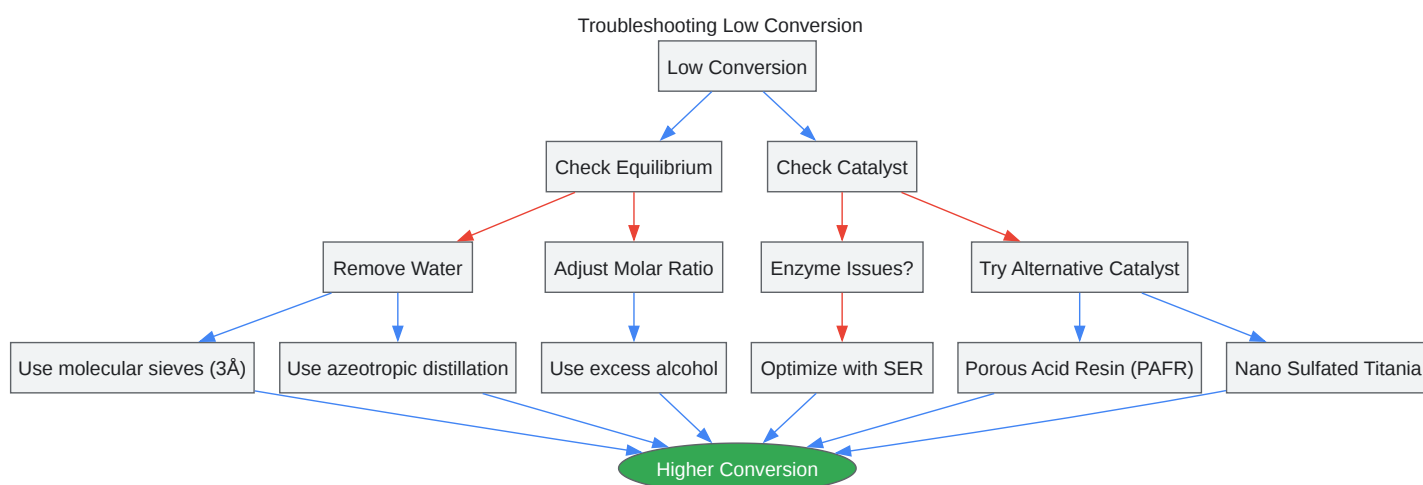 Troubleshooting Low Conversion
Low Conversion
Check Equilibrium
Check Catalyst
Remove Water
Adjust Molar Ratio
Enzyme Issues?
Try Alternative Catalyst
Use molecular sieves (3Å)
Use azeotropic distillation
Use excess alcohol
Optimize with SER
Porous Acid Resin (PAFR)
Nano Sulfated Titania
Higher Conversion